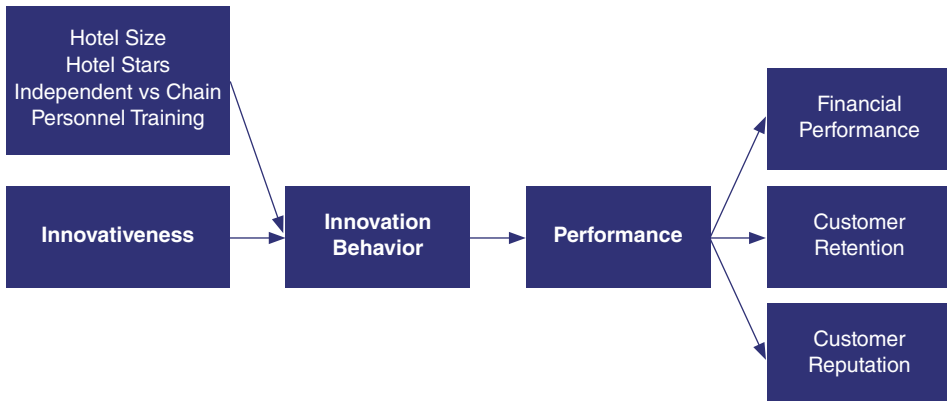 Hotel Size
Hotel Stars
Independent vs Chain
Personnel Training
Innovativeness
Innovation
Behavior
Performance
Financial
Performance
Customer
Retention
Customer
Reputation